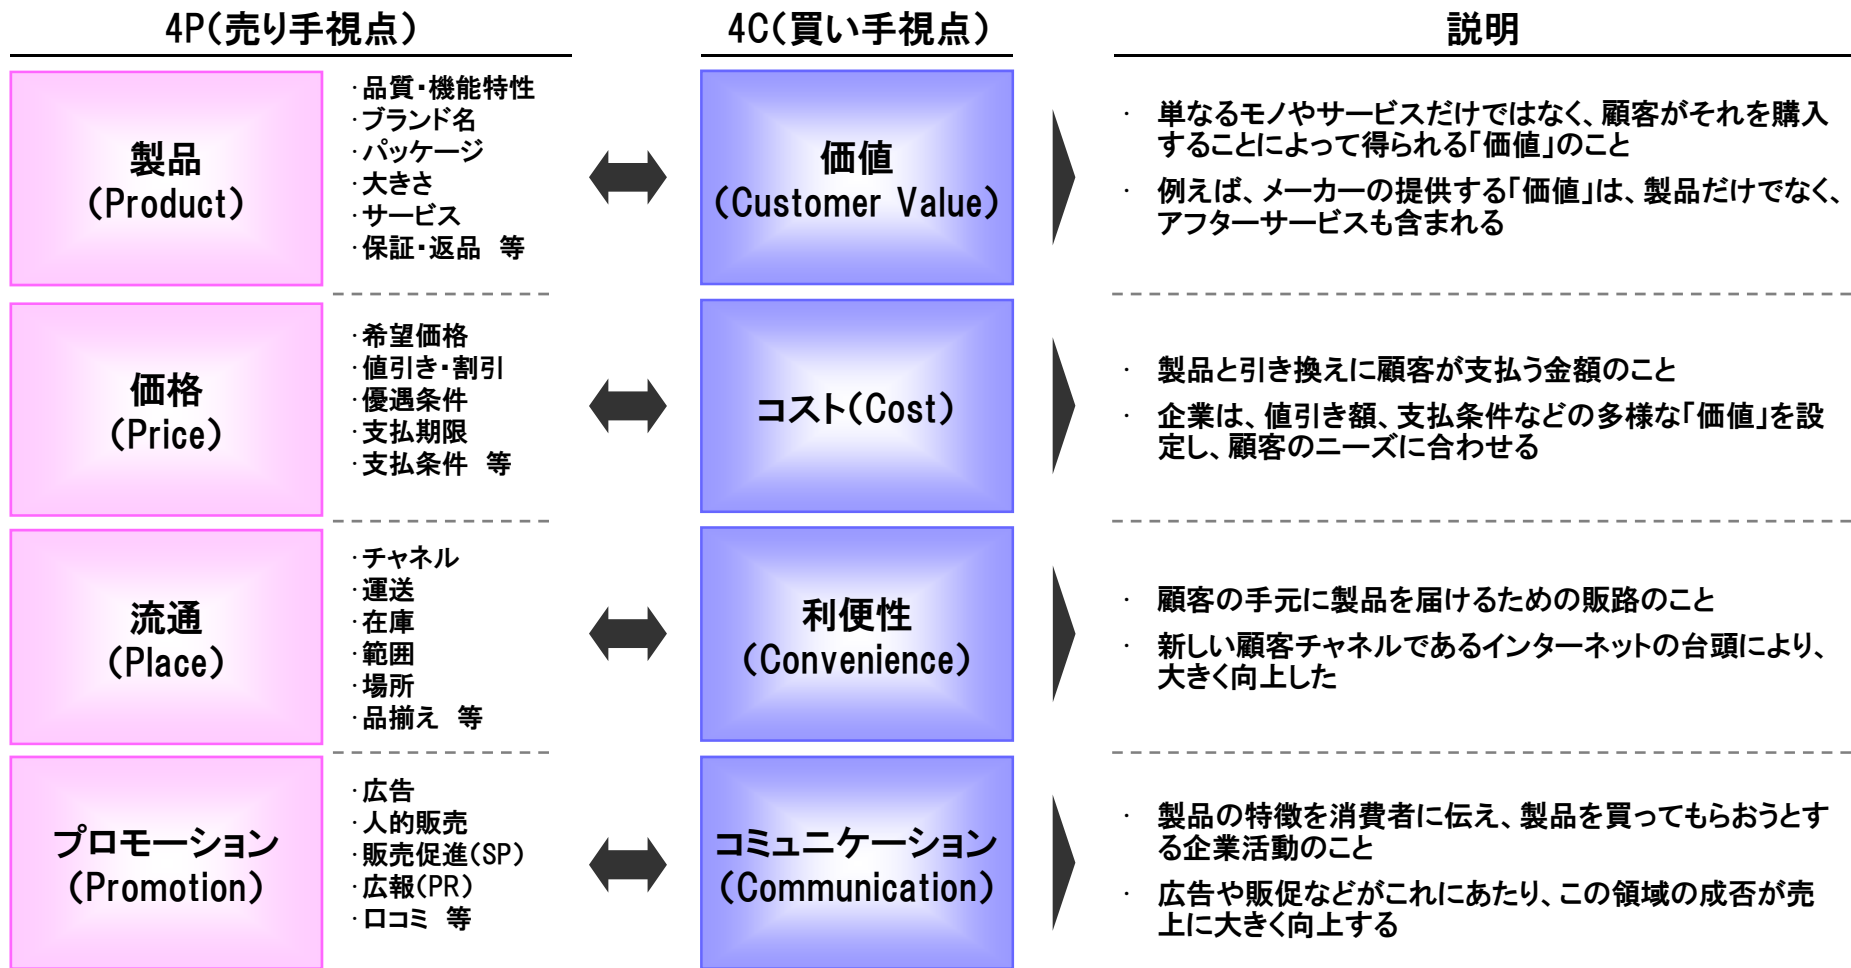 4P(売り手視点)
4C(買い手視点)
説明
製品
(Product)
・品質・機能特性
・ブランド名
・パッケージ
・大きさ
・サービス
・保証・返品 等
価値
(Customer Value)
・ 単なるモノやサービスだけではなく、顧客がそれを購入
することによって得られる「価値」のこと
・ 例えば、メーカーの提供する「価値」は、製品だけでなく、
アフターサービスも含まれる
価格
(Price)
・希望価格
・値引き・割引
・優遇条件
・支払期限
・支払条件 等
コスト(Cost)
・ 製品と引き換えに顧客が支払う金額のこと
・ 企業は、値引き額、支払条件などの多様な「価値」を設
定し、顧客のニーズに合わせる
流通
(Place)
・チャネル
・運送
・在庫
・範囲
・場所
・品揃え 等
利便性
(Convenience)
・ 顧客の手元に製品を届けるための販路のこと
・ 新しい顧客チャネルであるインターネットの台頭により、
大きく向上した
プロモーション
(Promotion)
・広告
・人的販売
・販売促進(SP)
・広報(PR)
・口コミ 等
コミュニケーション
(Communication)
・ 製品の特徴を消費者に伝え、製品を買ってもらおうとす
る企業活動のこと
・ 広告や販促などがこれにあたり、この領域の成否が売
上に大きく向上する